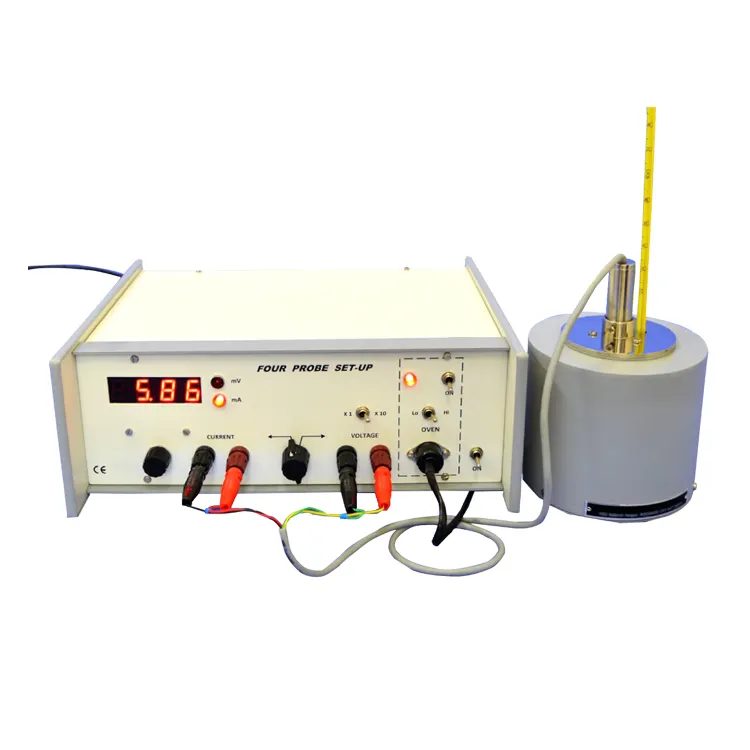 FOUR PROBE SET-UP
5.86
mV
mA
ON
X 1 X 10
Lo Hi
OVEN
CURRENT
VOLTAGE
ON
CE